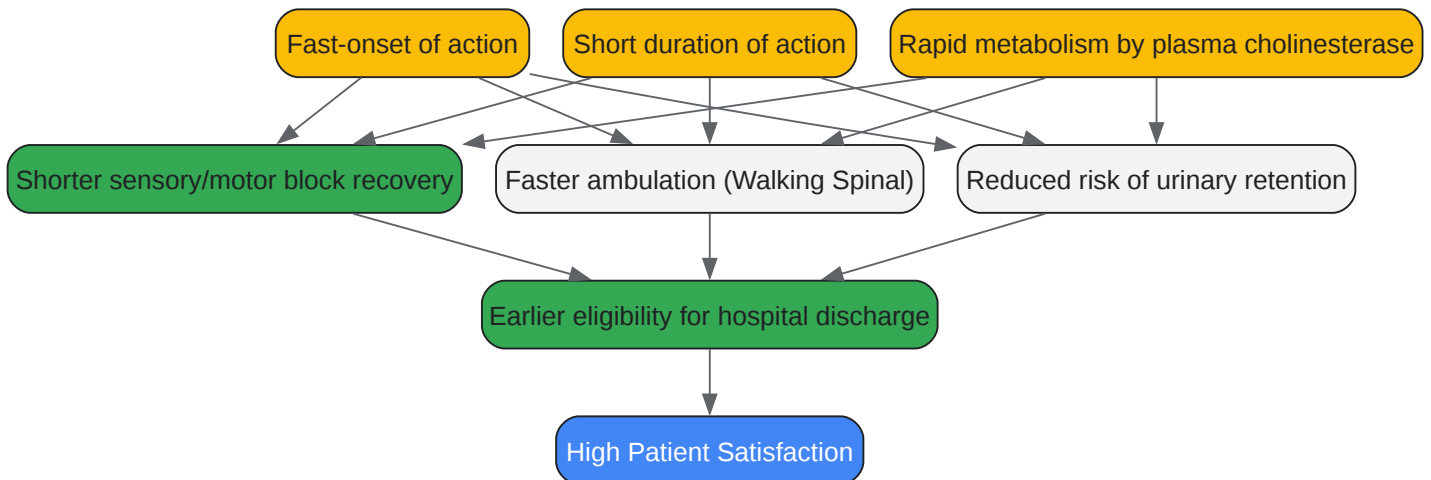 Fast-onset of action
Short duration of action
Rapid metabolism by plasma cholinesterase
Shorter sensory/motor block recovery
Faster ambulation (Walking Spinal)
Reduced risk of urinary retention
Earlier eligibility for hospital discharge
High Patient Satisfaction